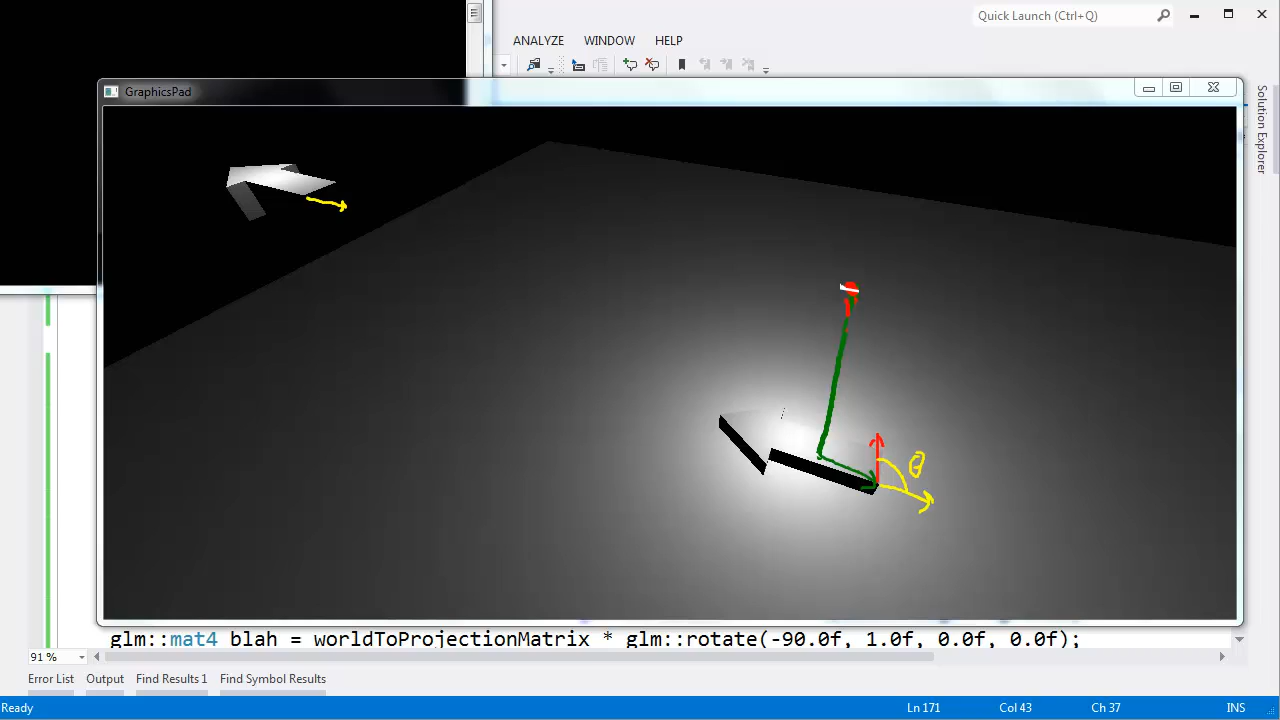 Quick Launch (Ctrl+Q)
ANALYZE WINDOW HELP
GraphicsPad
Solution Explorer
θ
glm::mat4 blah = worldToProjectionMatrix * glm::rotate(-90.0f, 1.0f, 0.0f, 0.0f);
91 %
Error List Output Find Results 1 Find Symbol Results
Ready Ln 171 Col 43 Ch 37 INS